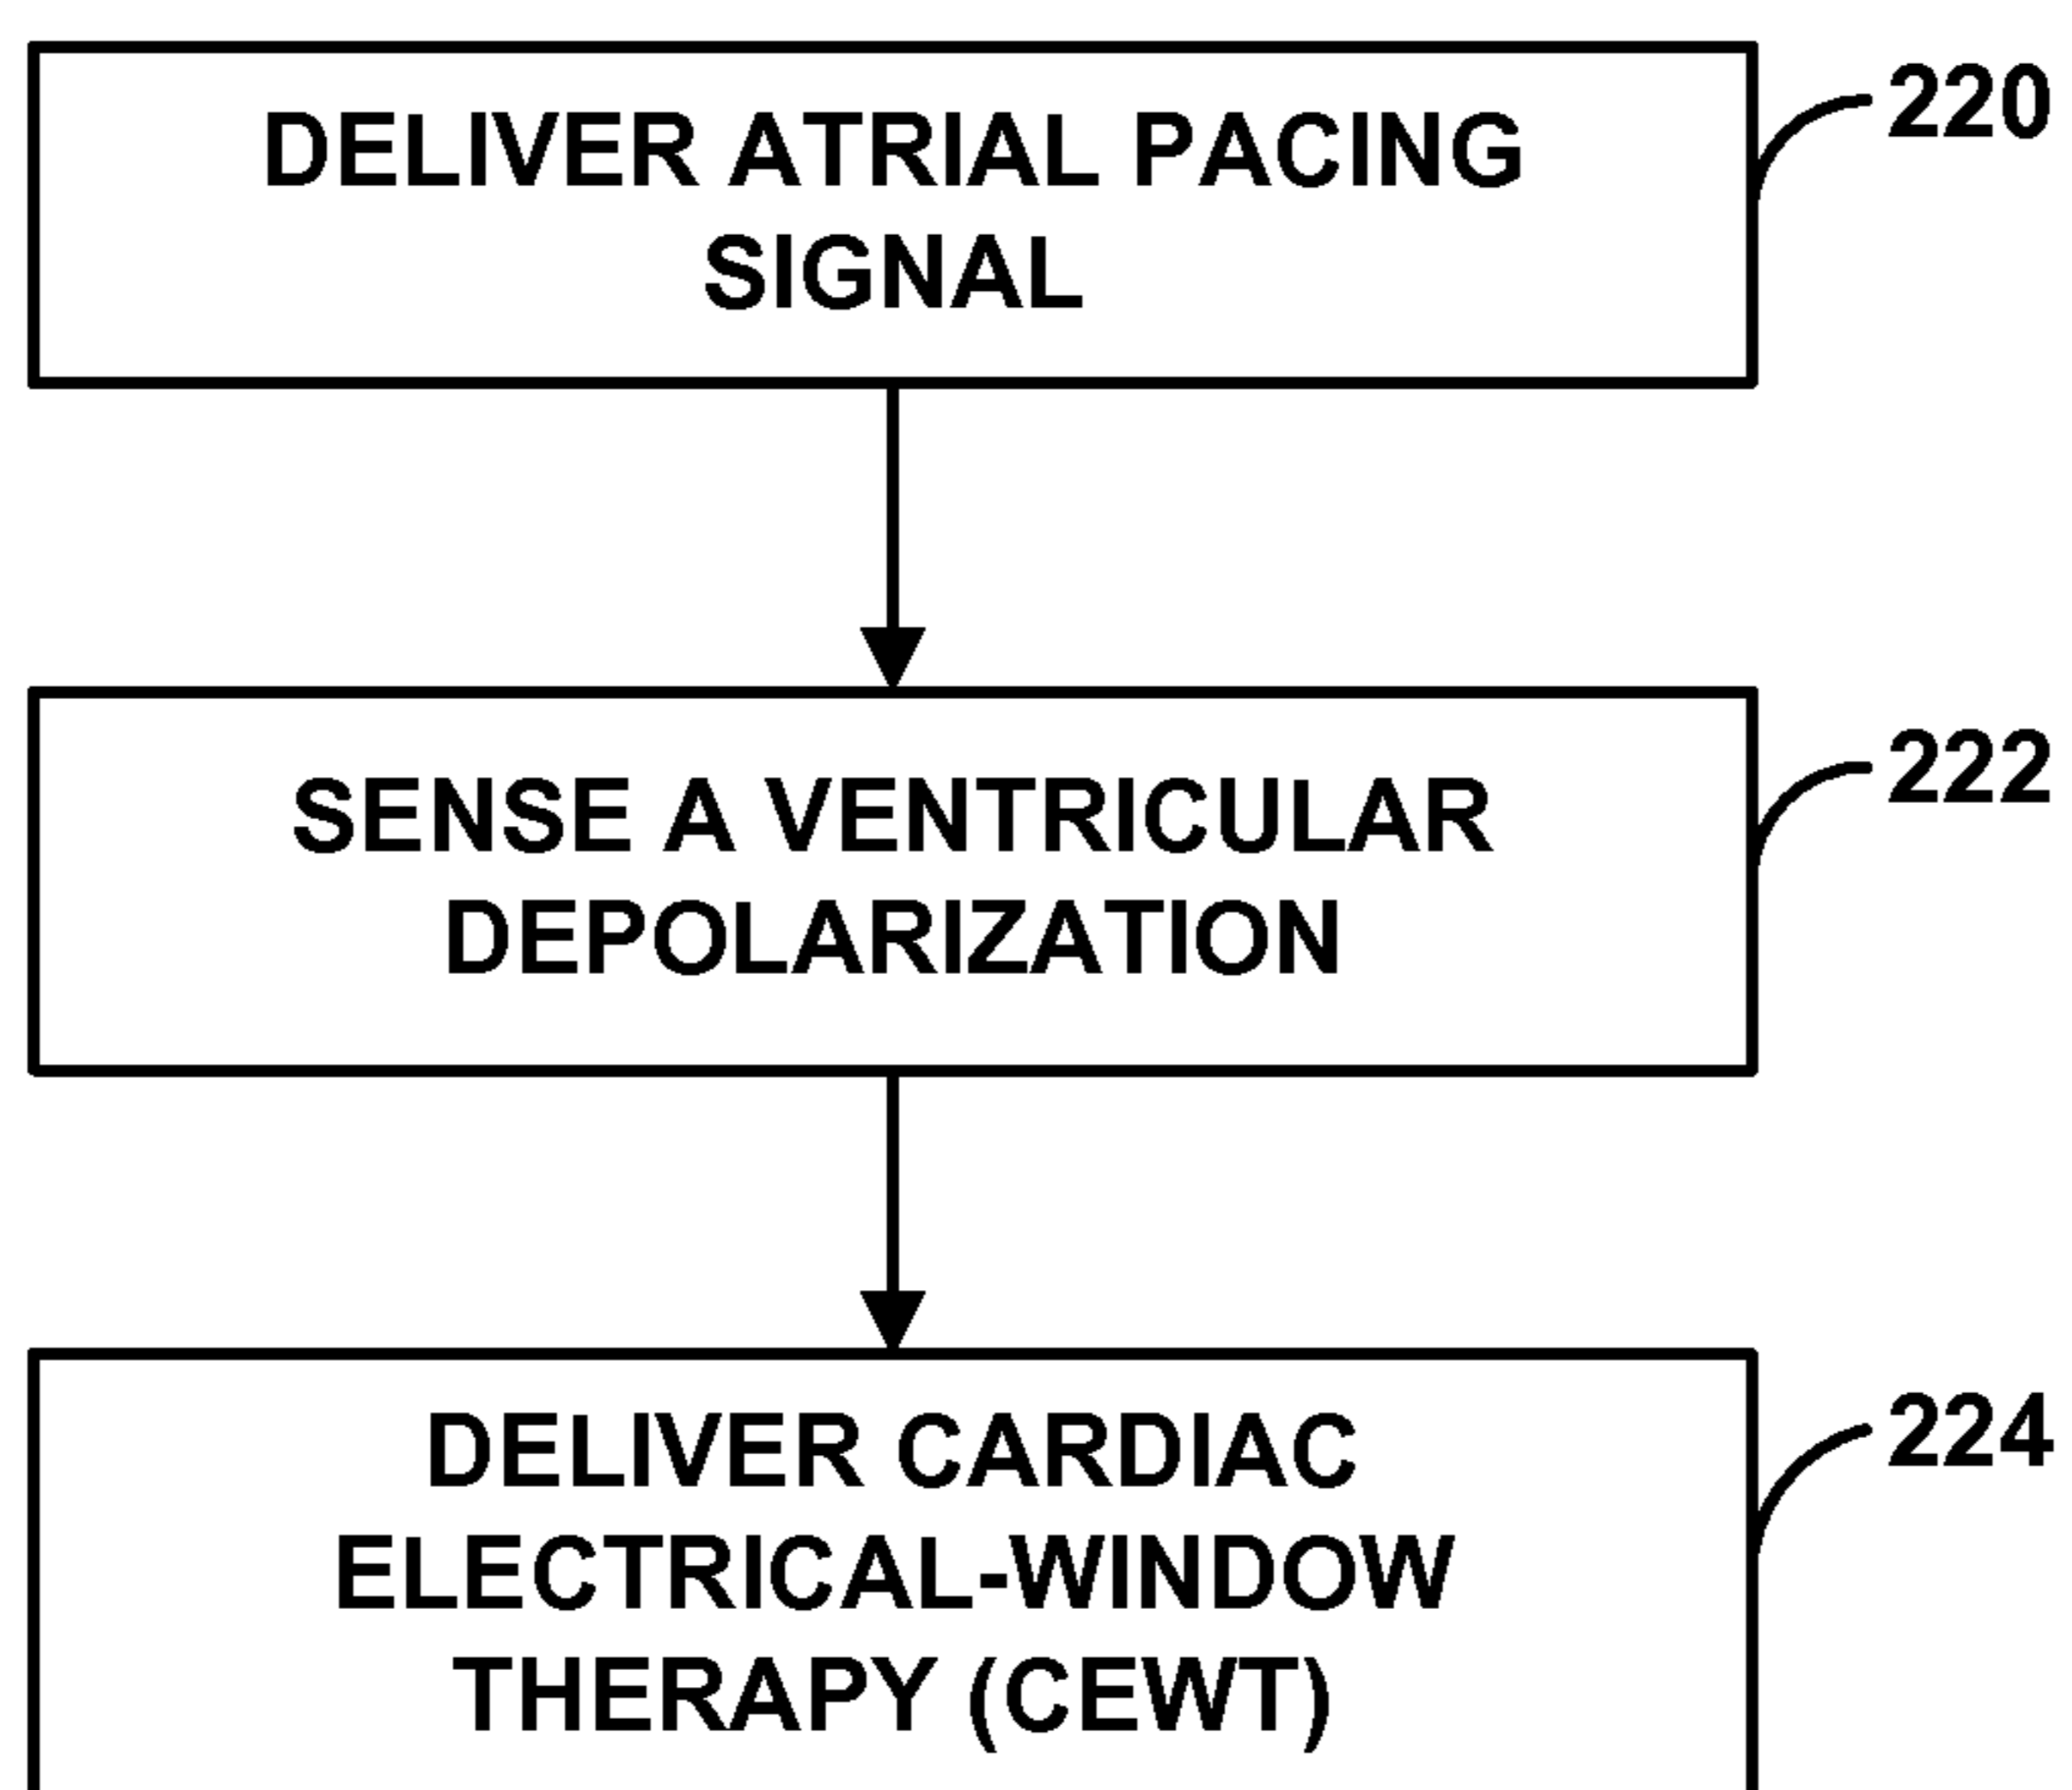 DELIVER ATRIAL PACING
SIGNAL
220
SENSE A VENTRICULAR
DEPOLARIZATION
222
DELIVER CARDIAC
ELECTRICAL-WINDOW
THERAPY (CEWT)
224